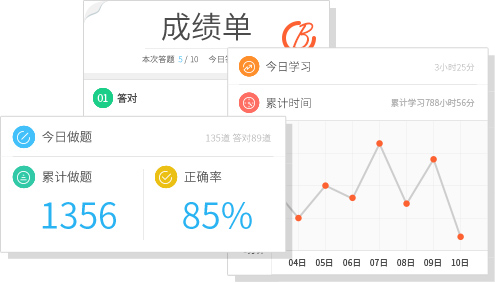 成绩单
本次答题 5 / 10 今日答
01 答对
今日学习 3小时25分
累计时间 累计学习788小时56分
今日做题 135道 答对89道
累计做题
1356
正确率
85%
04日 05日 06日 07日 08日 09日 10日